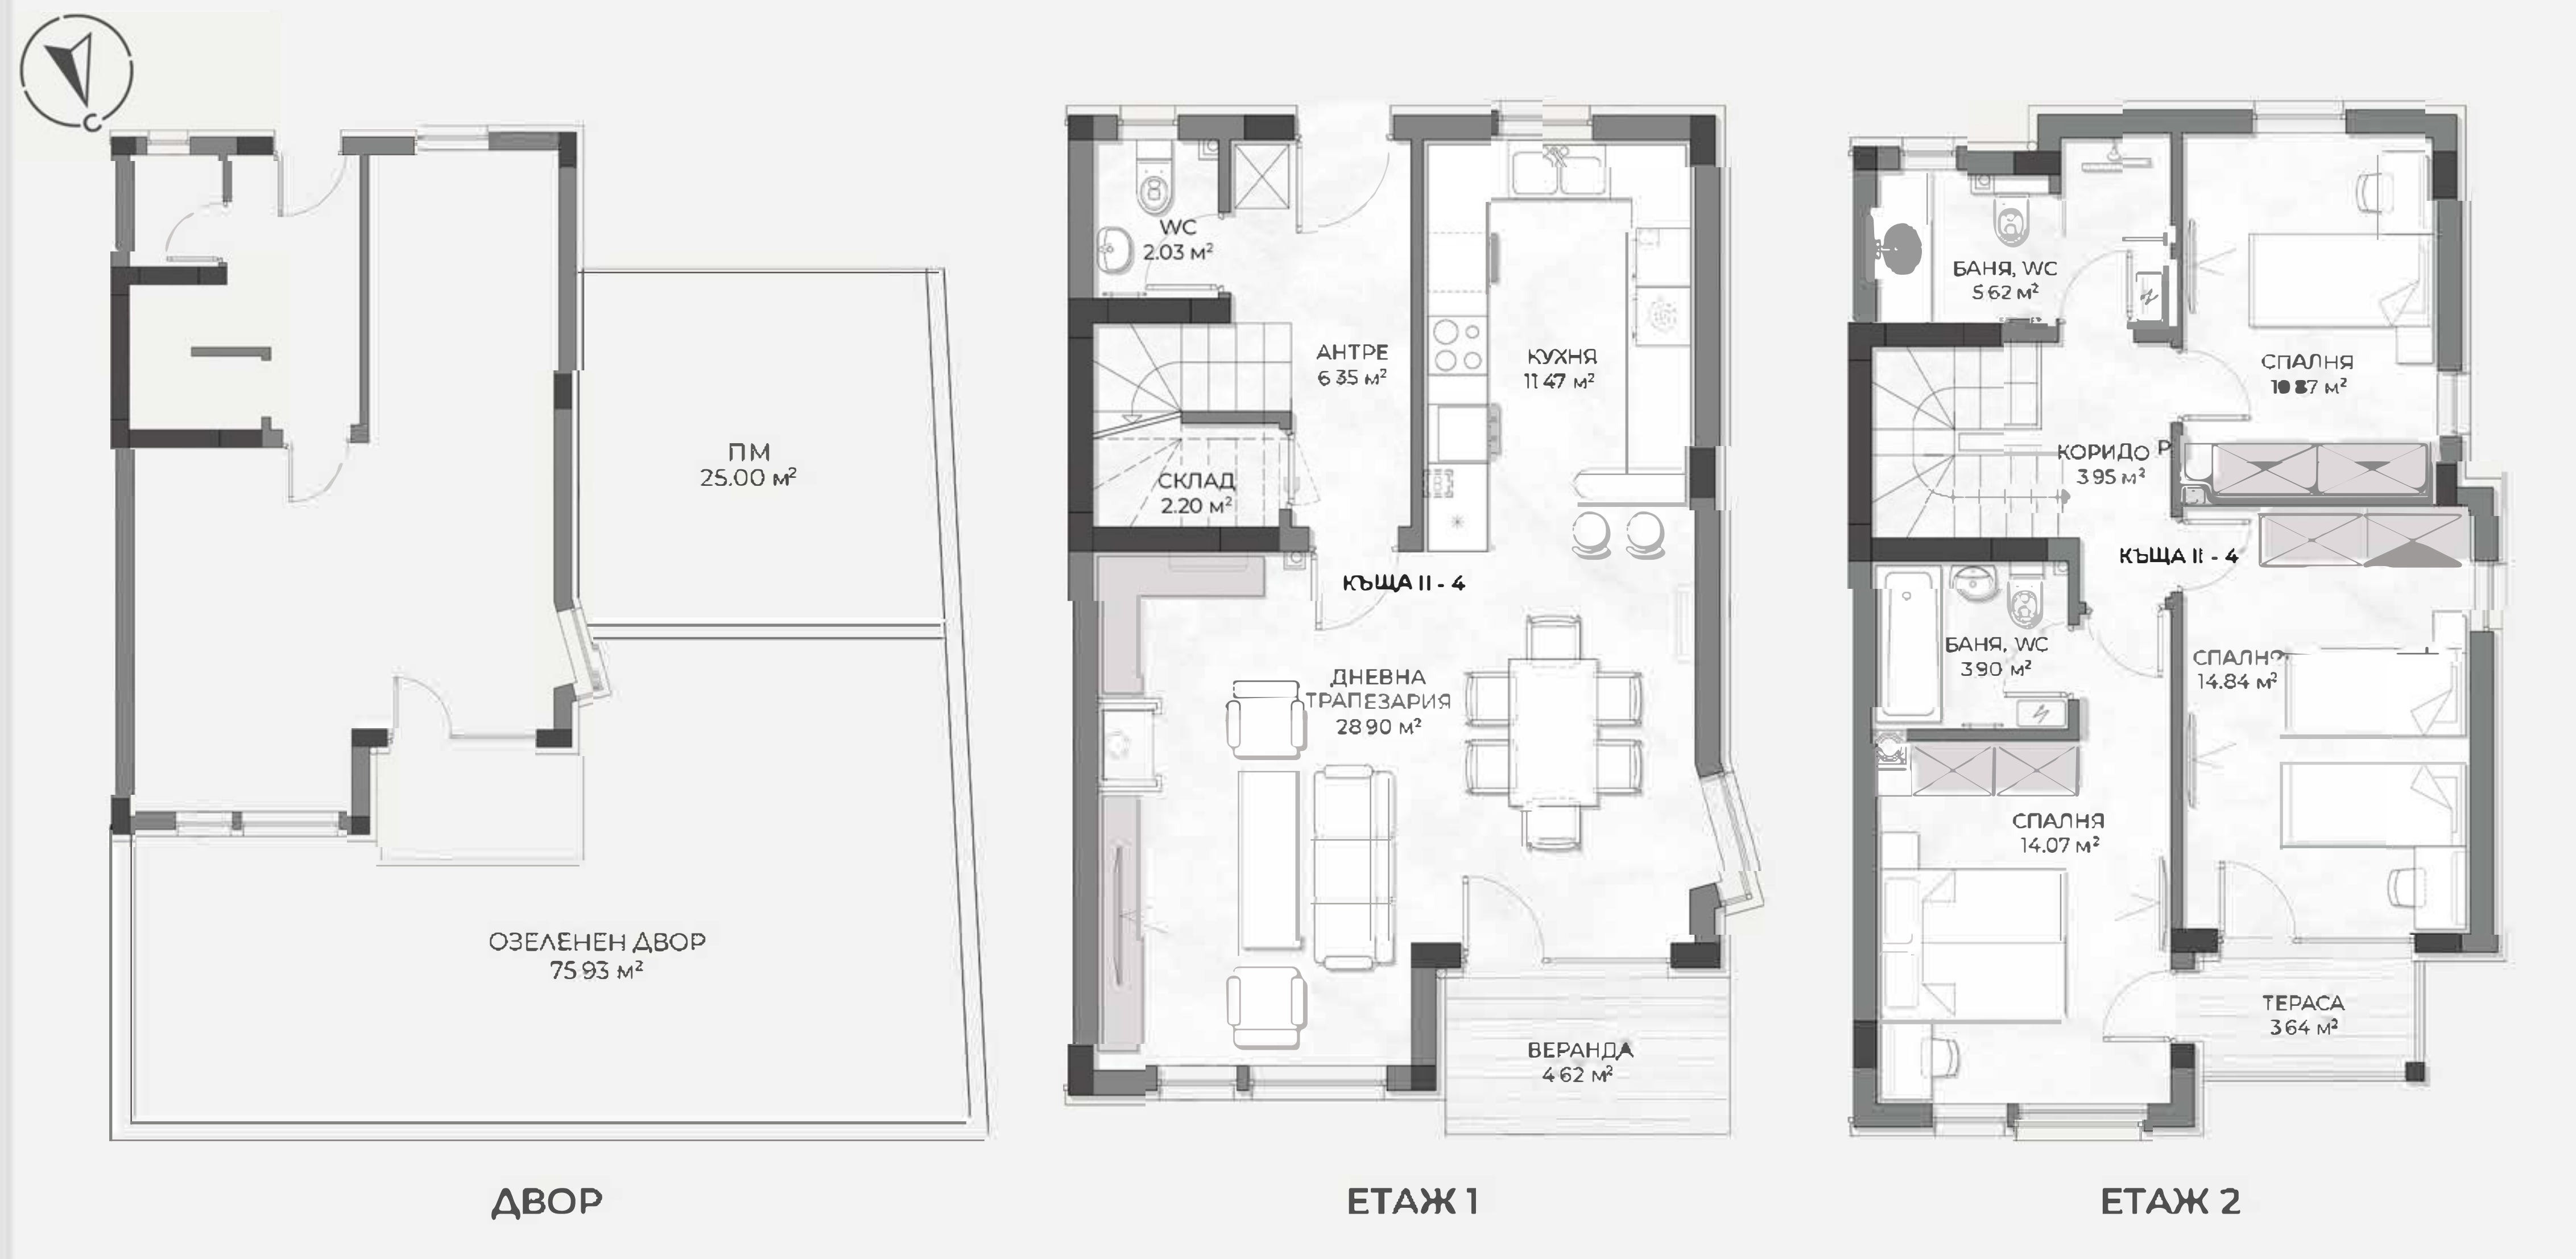 С
ПМ
25.00 м²
ОЗЕЛЕНЕН ДВОР
75.93 м²
ДВОР
WC
2.03 м²
АНТРЕ
6 35 м²
КУХНЯ
11 47 м²
СКЛАД
2.20 м²
КЪЩА II - 4
ДНЕВНА
ТРАПЕЗАРИЯ
28 90 м²
ВЕРАНДА
4 62 м²
ЕТАЖ 1
БАНЯ, WC
5 62 м²
СПАЛНЯ
10 87 м²
КОРИДОР
3 95 м²
КЪЩА II - 4
БАНЯ, WC
3 90 м²
СПАЛНЯ
14.84 м²
СПАЛНЯ
14.07 м²
ТЕРАСА
3 64 м²
ЕТАЖ 2